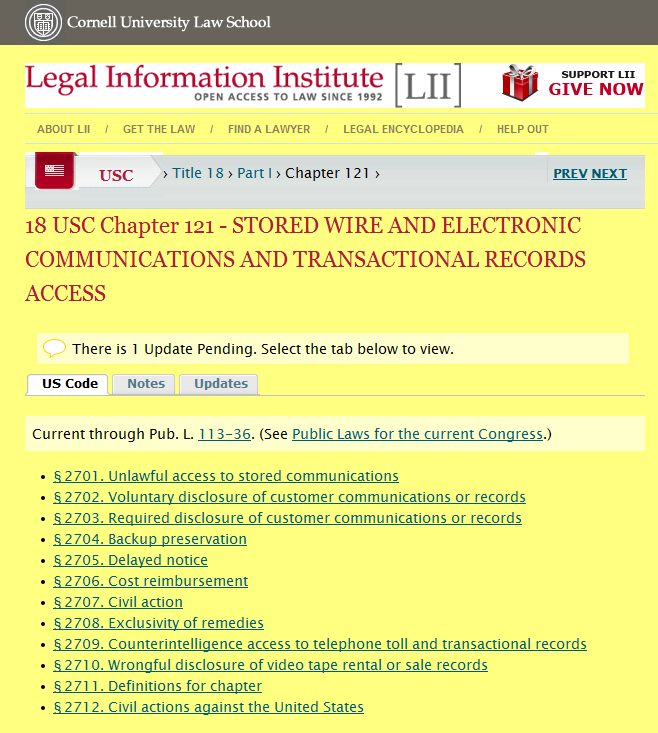 Cornell University Law School
Legal Information Institute [LII]
OPEN ACCESS TO LAW SINCE 1992
SUPPORT LII
GIVE NOW
ABOUT LII / GET THE LAW / FIND A LAWYER / LEGAL ENCYCLOPEDIA / HELP OUT
USC › Title 18 › Part I › Chapter 121 › PREV NEXT
18 USC Chapter 121 - STORED WIRE AND ELECTRONIC
COMMUNICATIONS AND TRANSACTIONAL RECORDS
ACCESS
There is 1 Update Pending. Select the tab below to view.
US Code Notes Updates
Current through Pub. L. 113-36. (See Public Laws for the current Congress.)
• § 2701. Unlawful access to stored communications
• § 2702. Voluntary disclosure of customer communications or records
• § 2703. Required disclosure of customer communications or records
• § 2704. Backup preservation
• § 2705. Delayed notice
• § 2706. Cost reimbursement
• § 2707. Civil action
• § 2708. Exclusivity of remedies
• § 2709. Counterintelligence access to telephone toll and transactional records
• § 2710. Wrongful disclosure of video tape rental or sale records
• § 2711. Definitions for chapter
• § 2712. Civil actions against the United States